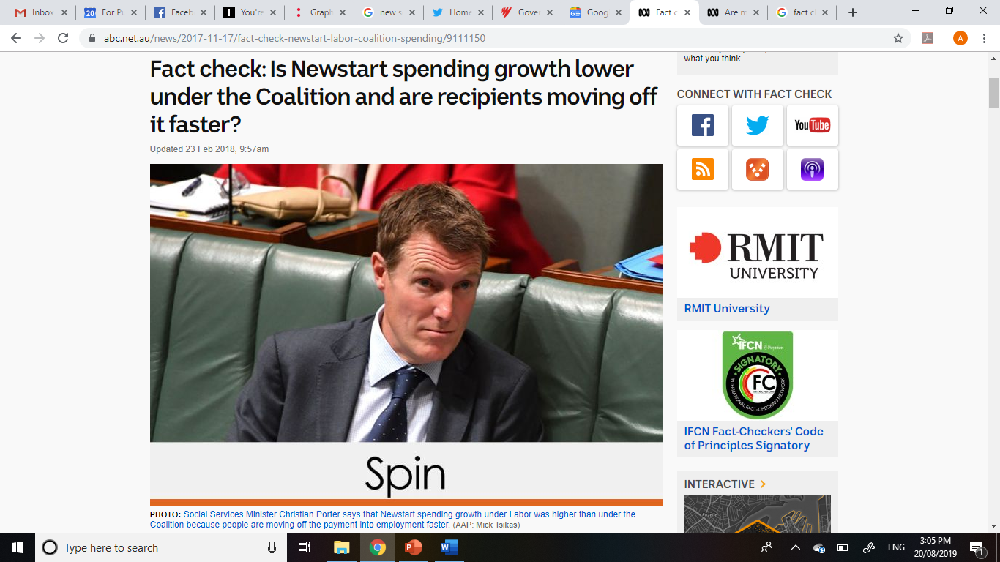 Inbox
20
For Pu
Faceb
You're
Graph
new s
Home
Gover
Goog
Fact c
Are m
fact cl
abc.net.au/news/2017-11-17/fact-check-newstart-labor-coalition-spending/9111150
A
Fact check: Is Newstart spending growth lower
under the Coalition and are recipients moving off
it faster?
Updated 23 Feb 2018, 9:57am
Spin
PHOTO: Social Services Minister Christian Porter says that Newstart spending growth under Labor was higher than under the
Coalition because people are moving off the payment into employment faster. (AAP: Mick Tsikas)
what you think.
CONNECT WITH FACT CHECK
YouTube
RMIT
UNIVERSITY
RMIT University
IFCN @Poynter.
SIGNATORY
FC
INTERNATIONAL FACT-CHECKING NETWORK
IFCN Fact-Checkers' Code
of Principles Signatory
INTERACTIVE
Rozelle
Type here to search
ENG
3:05 PM
20/08/2019
1